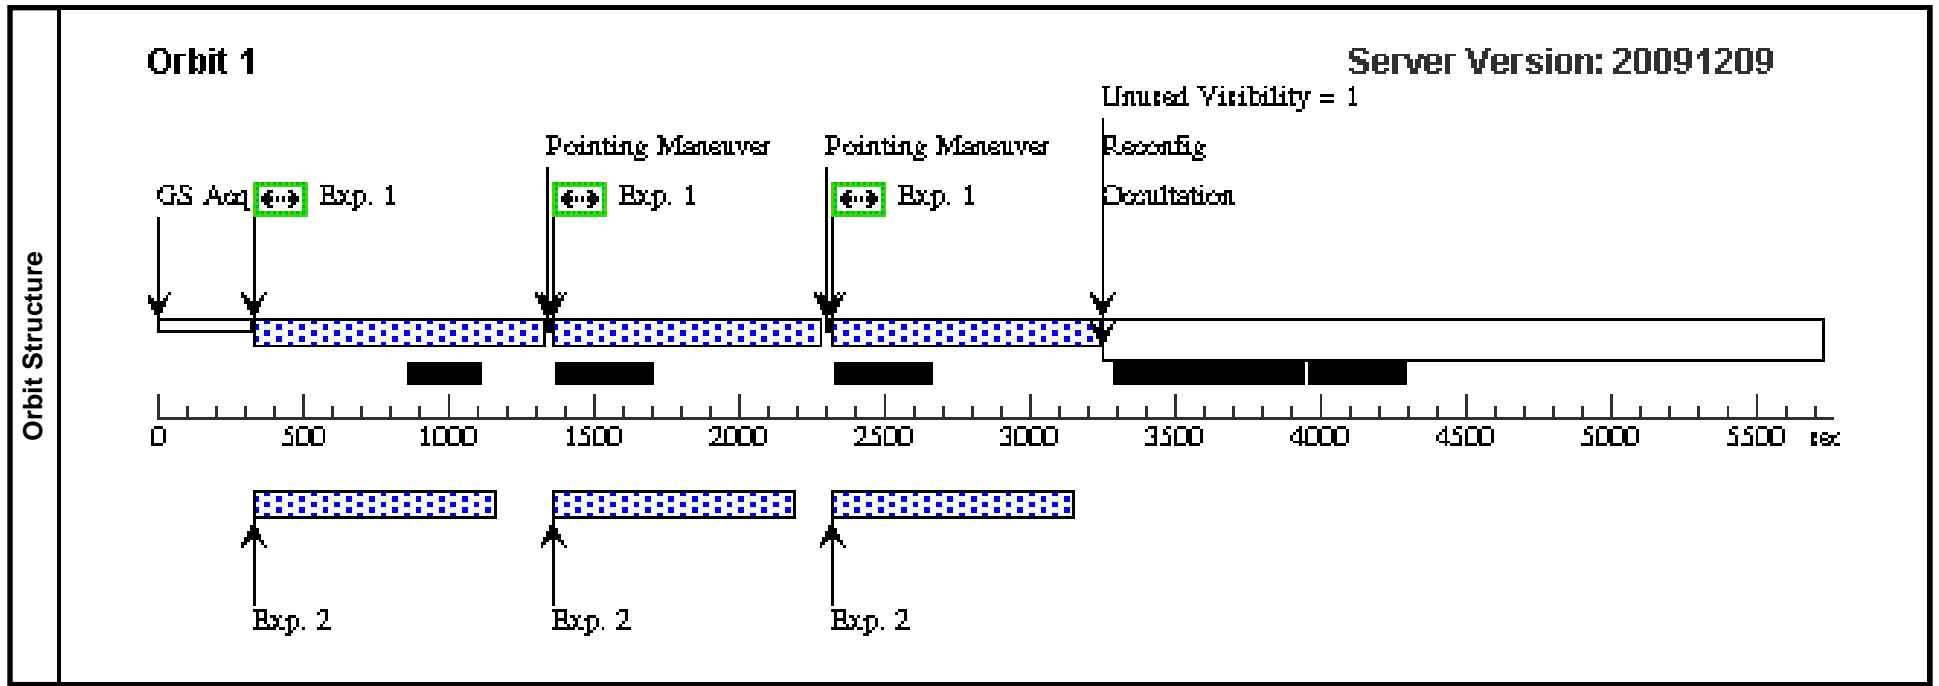 Orbit Structure
Orbit 1
Server Version: 20091209
Unused Visibility = 1
Pointing Maneuver
Pointing Maneuver
Reconfig
GS Acq
Exp. 1
Exp. 1
Exp. 1
Occultation
0 500 1000 1500 2000 2500 3000 3500 4000 4500 5000 5500 sec
Exp. 2
Exp. 2
Exp. 2